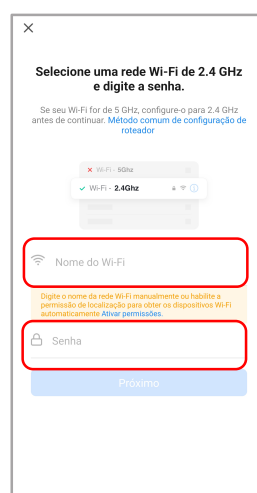 Selecione uma rede Wi-Fi de 2.4 GHz
e digite a senha.
Se seu Wi-Fi for de 5 GHz, configure-o para 2.4 GHz
antes de continuar. Método comum de configuração de
roteador
Wi-Fi - 5Ghz
Wi-Fi - 2.4Ghz
Nome do Wi-Fi
Digite o nome da rede Wi-Fi manualmente ou habilite a
permissão de localização para obter os dispositivos Wi-Fi
automaticamente Ativar permissões.
Senha
Próximo